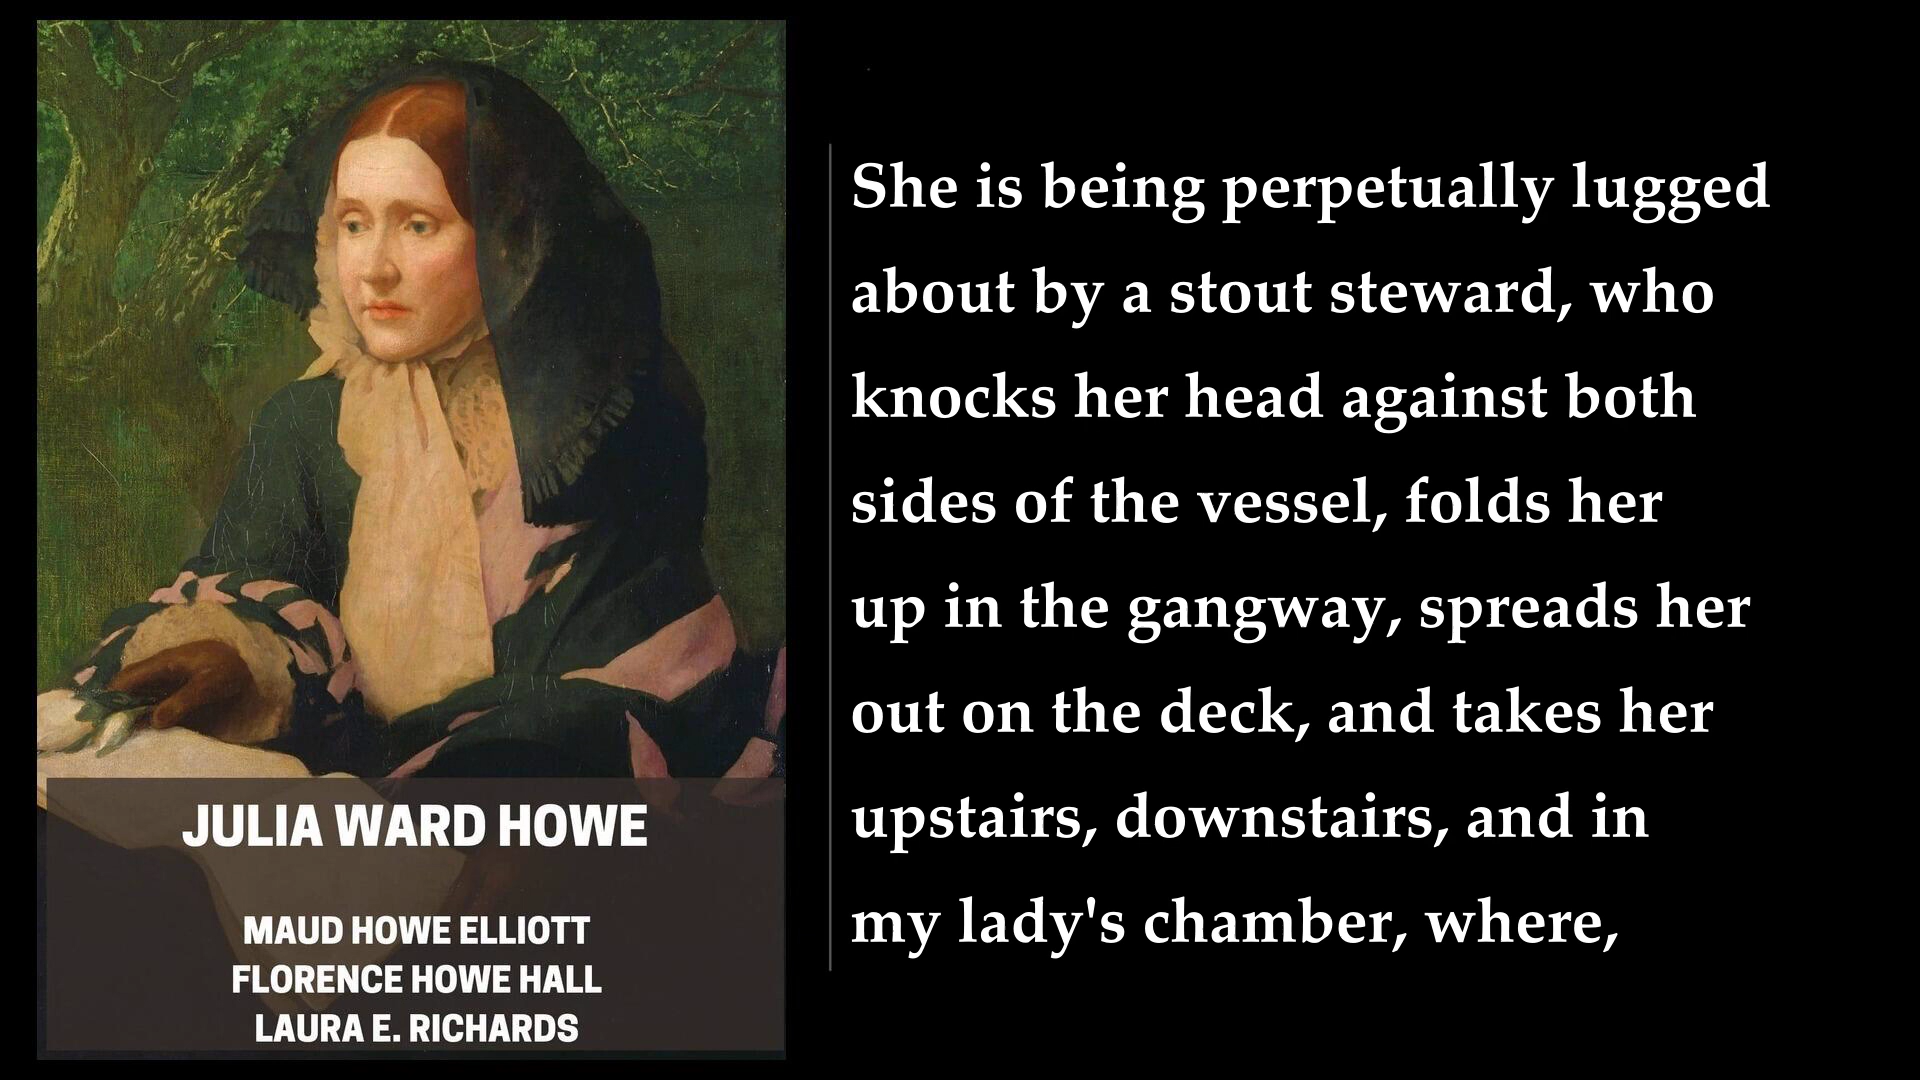 JULIA WARD HOWE
MAUD HOWE ELLIOTT
FLORENCE HOWE HALL
LAURA E. RICHARDS
She is being perpetually lugged
about by a stout steward, who
knocks her head against both
sides of the vessel, folds her
up in the gangway, spreads her
out on the deck, and takes her
upstairs, downstairs, and in
my lady's chamber, where,